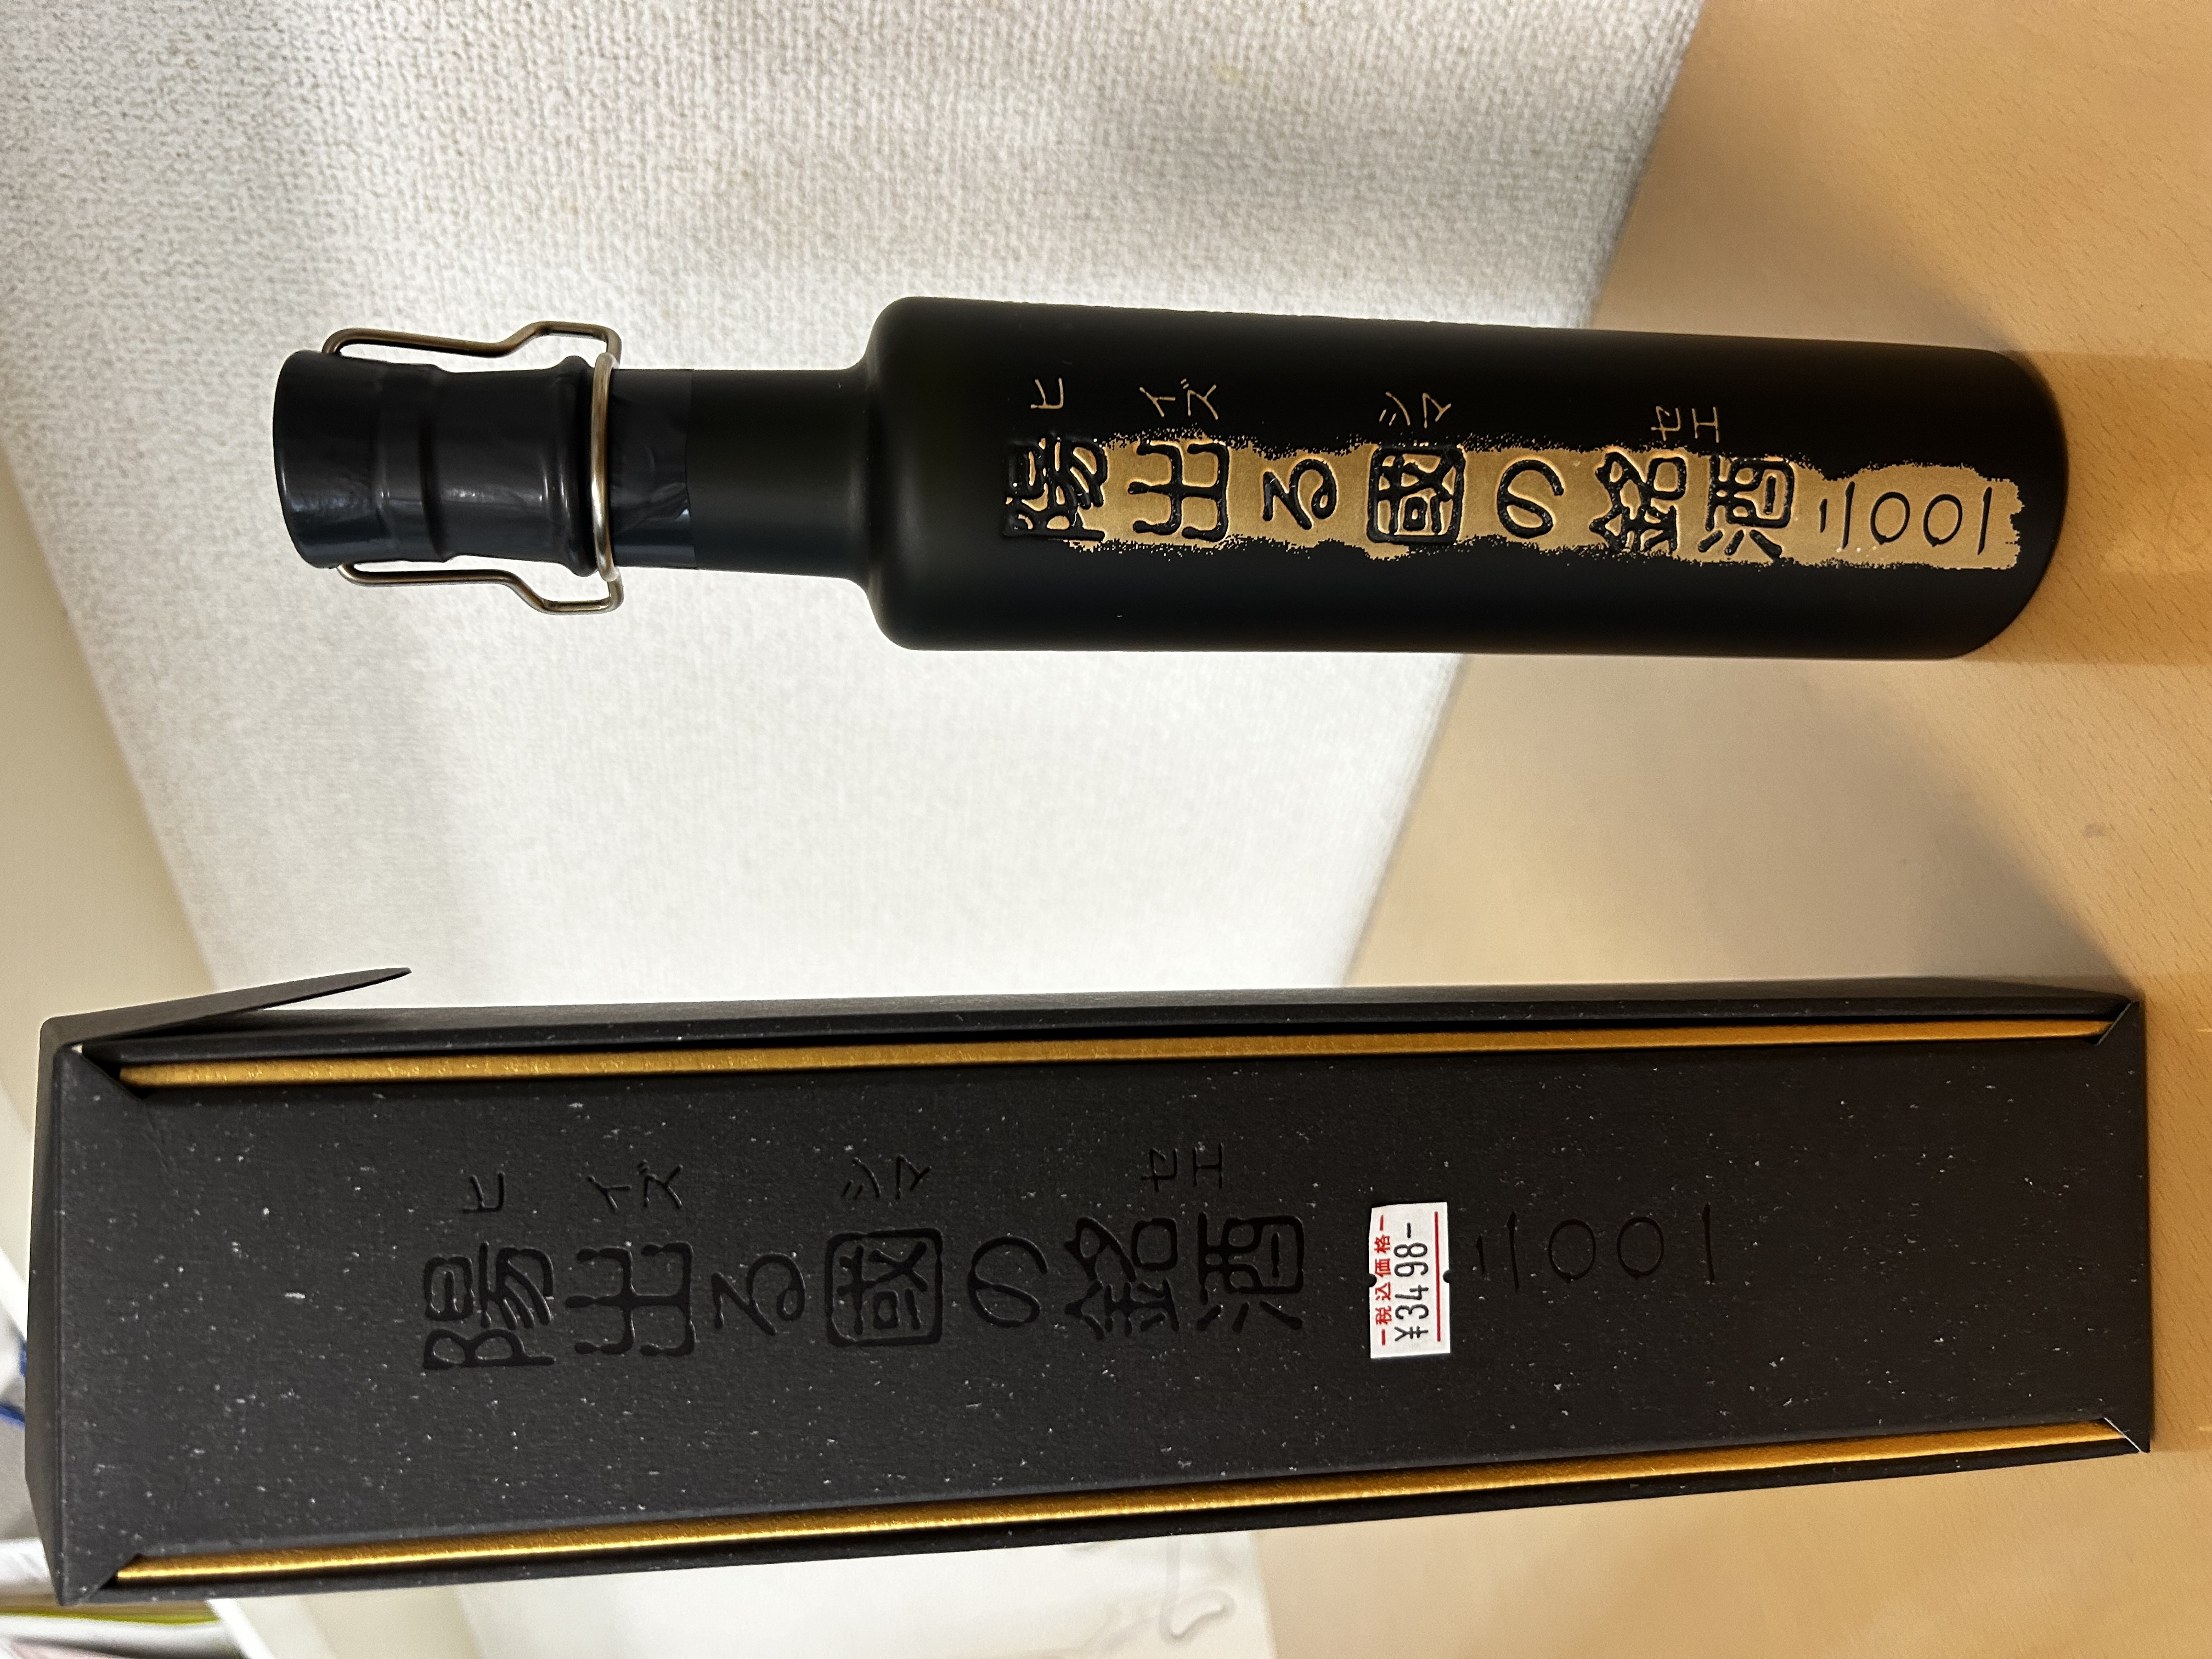 陽出る國の銘酒
ヒ
イズ
シマ
セエ
二〇〇一
陽出る國の銘酒
ヒ
イズ
シマ
セエ
二〇〇一
税込価格
¥3498-